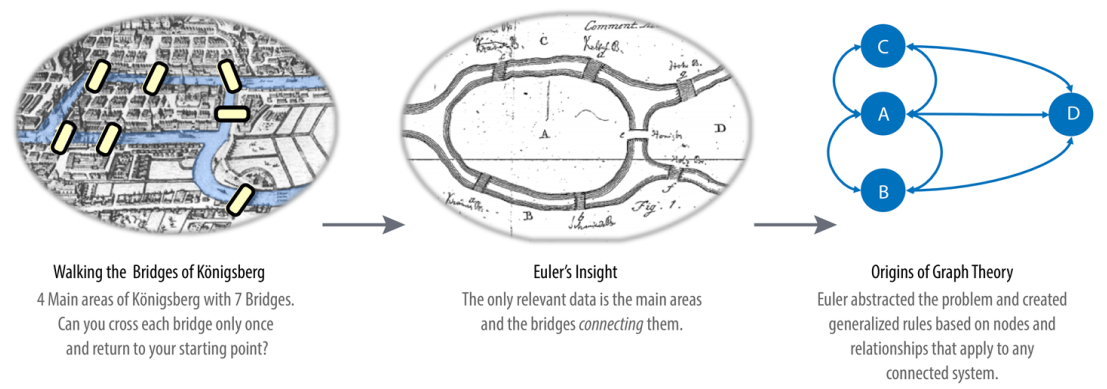 Comment
C
A
D
B
Fig. 1.
C
A
B
D
Walking the Bridges of Königsberg
4 Main areas of Königsberg with 7 Bridges.
Can you cross each bridge only once
and return to your starting point?
Euler's Insight
The only relevant data is the main areas
and the bridges connecting them.
Origins of Graph Theory
Euler abstracted the problem and created
generalized rules based on nodes and
relationships that apply to any
connected system.